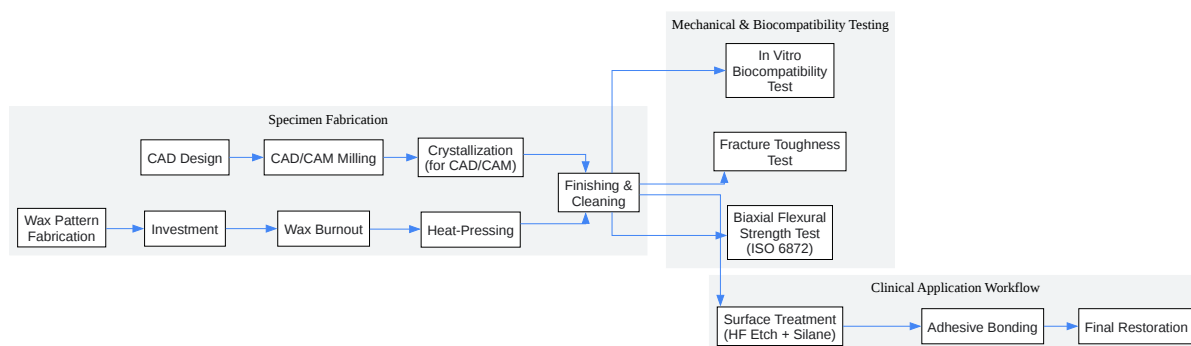 Mechanical & Biocompatibility Testing
In Vitro
Biocompatibility
Test
Fracture Toughness
Test
Biaxial Flexural
Strength Test
(ISO 6872)
Specimen Fabrication
CAD Design
CAD/CAM Milling
Crystallization
(for CAD/CAM)
Finishing &
Cleaning
Wax Pattern
Fabrication
Investment
Wax Burnout
Heat-Pressing
Clinical Application Workflow
Surface Treatment
(HF Etch + Silane)
Adhesive Bonding
Final Restoration